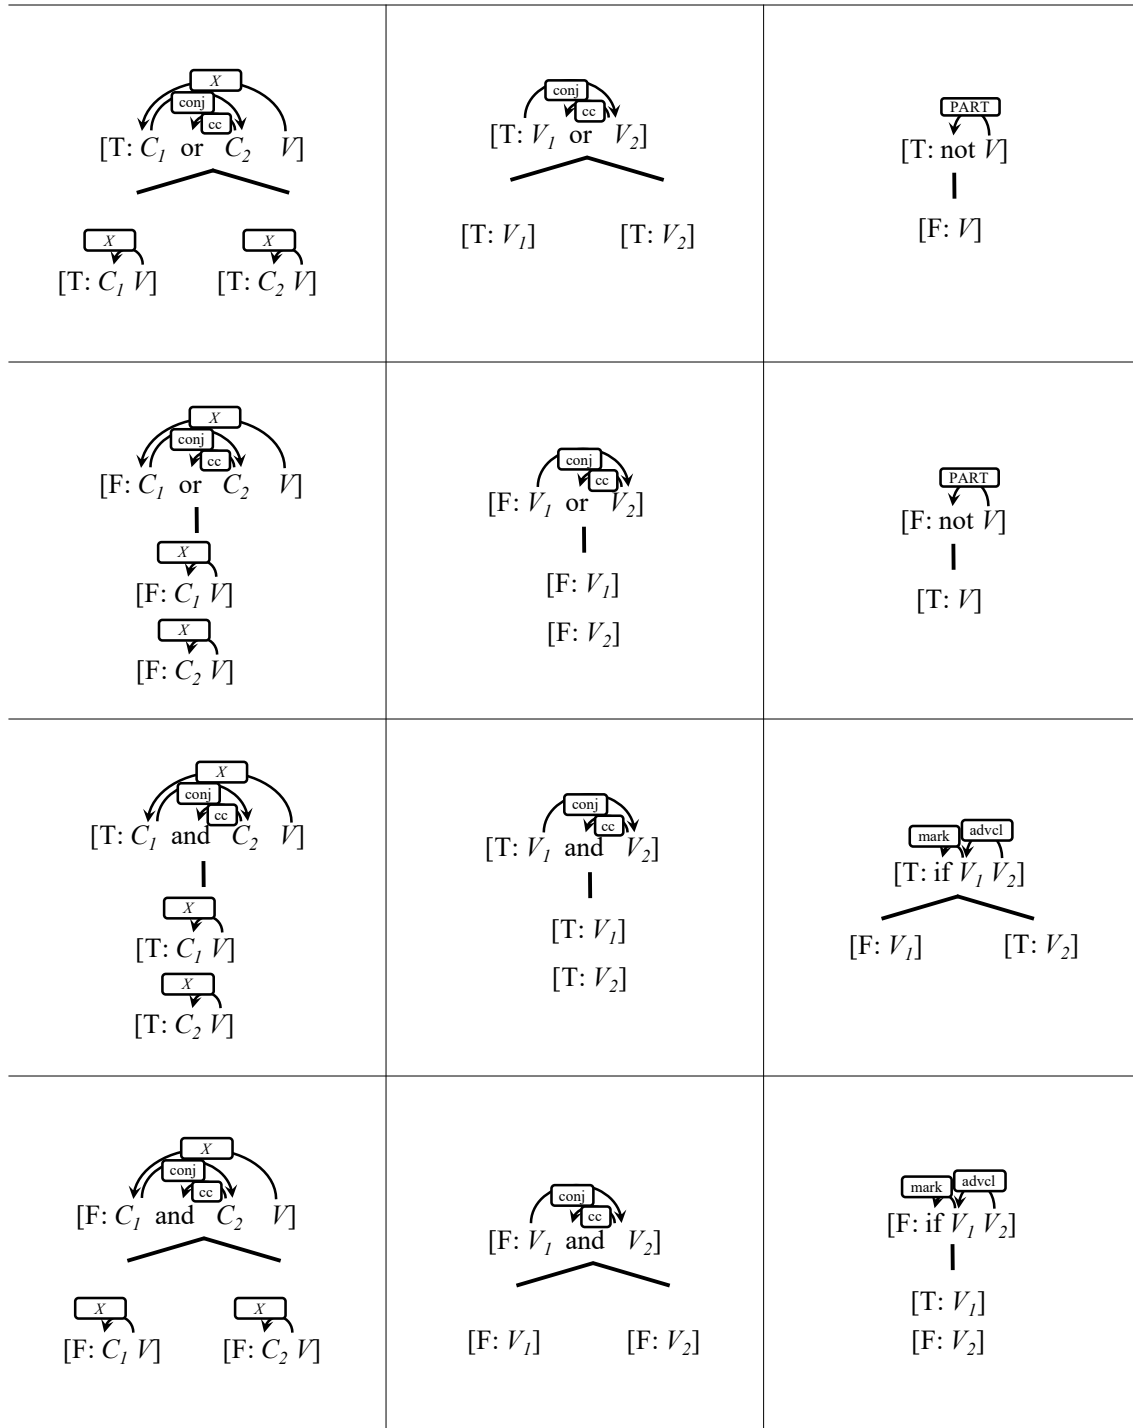 X
conj
cc
[T: C₁ or C₂ V]
X X
[T: C₁ V] [T: C₂ V]
conj
cc
[T: V₁ or V₂]
[T: V₁] [T: V₂]
PART
[T: not V]
[F: V]
X
conj
cc
[F: C₁ or C₂ V]
X
[F: C₁ V]
X
[F: C₂ V]
conj
cc
[F: V₁ or V₂]
[F: V₁]
[F: V₂]
PART
[F: not V]
[T: V]
X
conj
cc
[T: C₁ and C₂ V]
X
[T: C₁ V]
X
[T: C₂ V]
conj
cc
[T: V₁ and V₂]
[T: V₁]
[T: V₂]
mark advcl
[T: if V₁ V₂]
[F: V₁] [T: V₂]
X
conj
cc
[F: C₁ and C₂ V]
X X
[F: C₁ V] [F: C₂ V]
conj
cc
[F: V₁ and V₂]
[F: V₁] [F: V₂]
mark advcl
[F: if V₁ V₂]
[T: V₁]
[F: V₂]